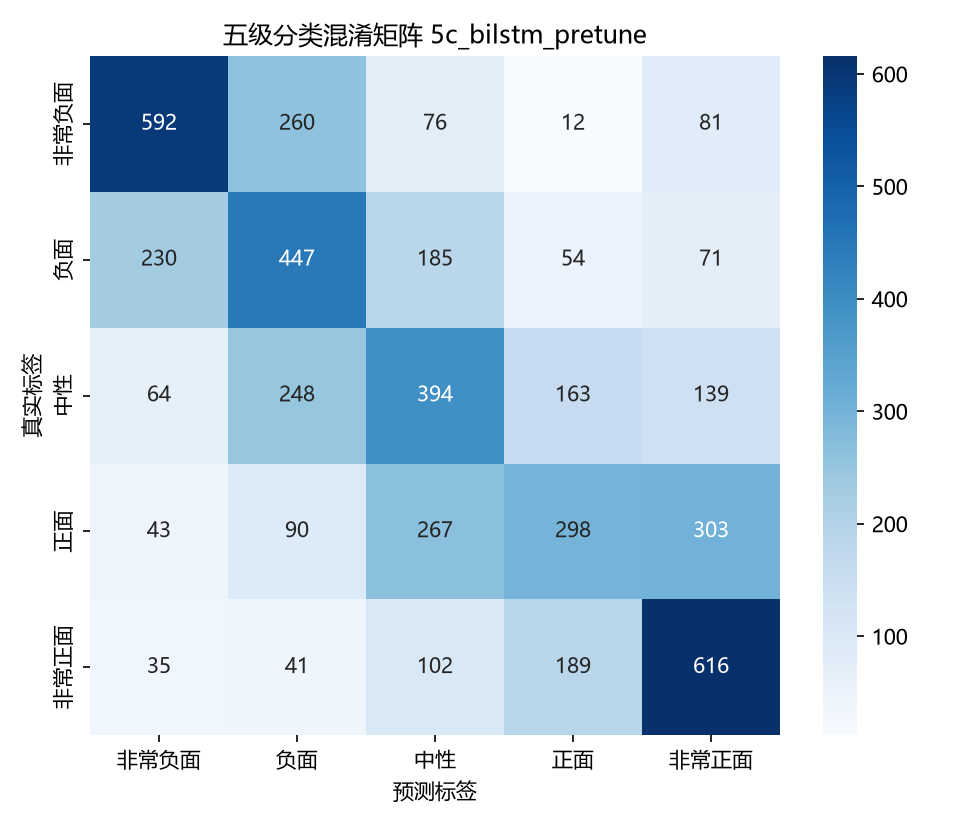 五级分类混淆矩阵 5c_bilstm_pretune
非常负面 592 260 76 12 81
负面 230 447 185 54 71
中性 64 248 394 163 139
正面 43 90 267 298 303
非常正面 35 41 102 189 616
真实标签
非常负面 负面 中性 正面 非常正面
预测标签
600
500
400
300
200
100